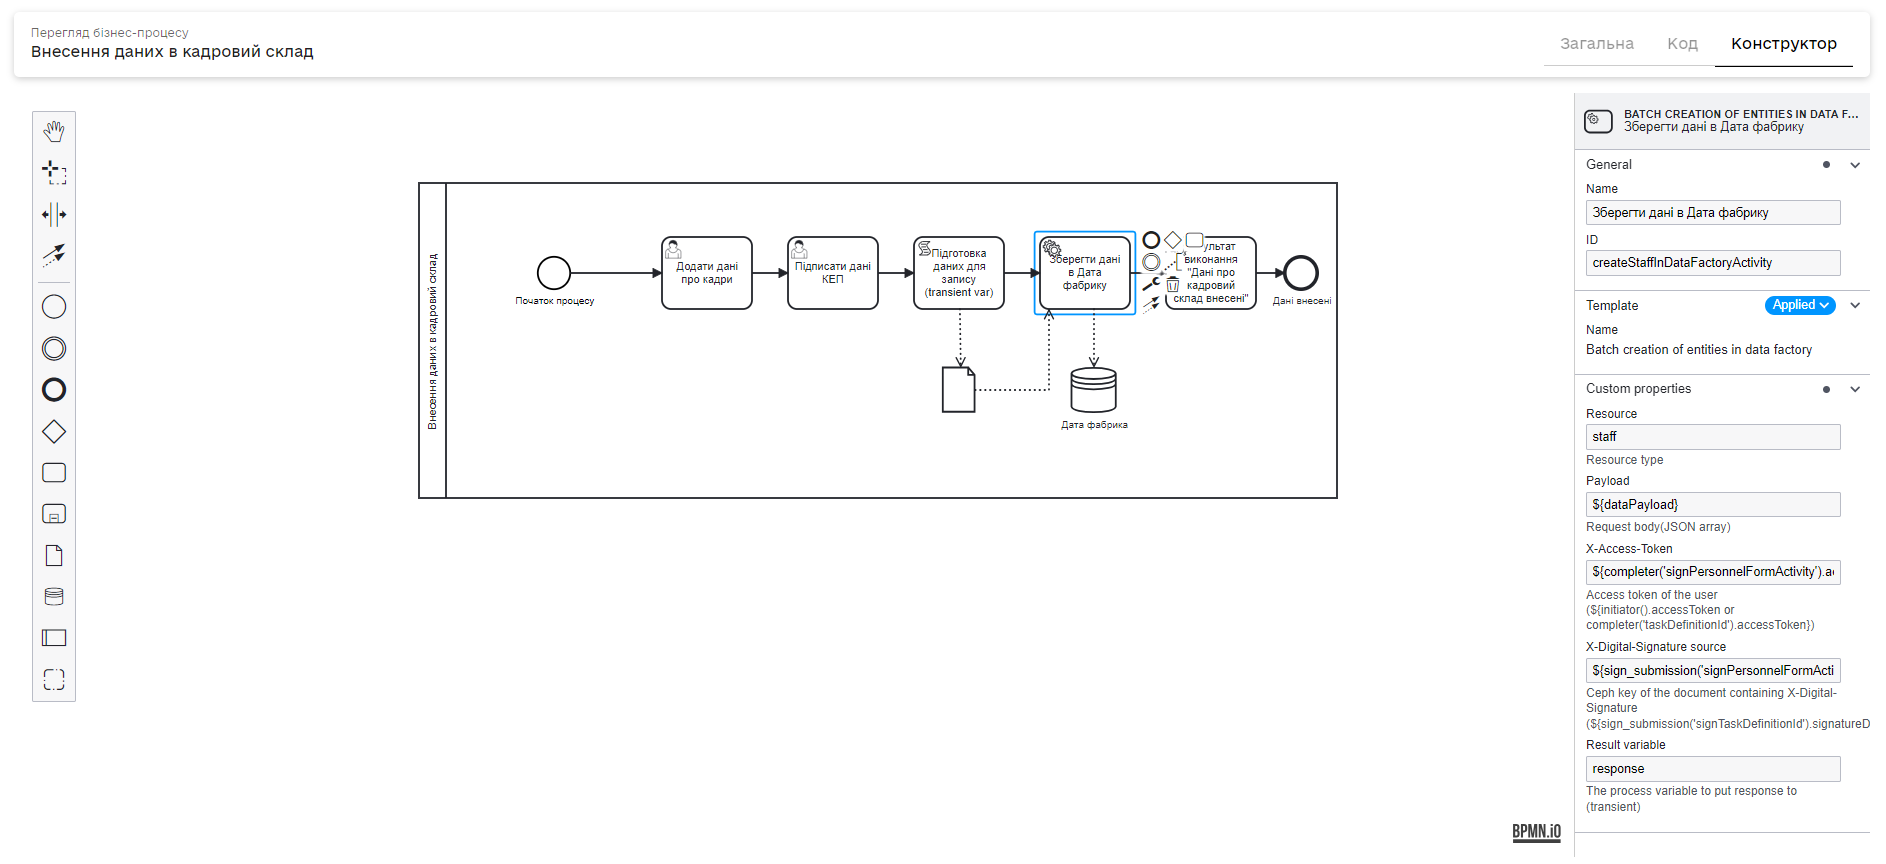 Перегляд бізнес-процесу
Внесення даних в кадровий склад
Загальна
Код
Конструктор
Внесення даних в кадровий склад
Початок процесу
Додати дані
про кадри
Підписати дані
КЕП
Підготовка
даних для
запису
(transient var)
Зберегти дані
в Дата
фабрику
ультат
виконання
"Дані про
кадровий
склад внесені"
Дані внесені
Дата фабрика
BPMN.iO
BATCH CREATION OF ENTITIES IN DATA F...
Зберегти дані в Дата фабрику
General
Name
Зберегти дані в Дата фабрику
ID
createStaffInDataFactoryActivity
Template
Applied
Name
Batch creation of entities in data factory
Custom properties
Resource
staff
Resource type
Payload
${dataPayload}
Request body(JSON array)
X-Access-Token
${completer('signPersonnelFormActivity').a
Access token of the user
(${initiator().accessToken or
completer('taskDefinitionId').accessToken})
X-Digital-Signature source
${sign_submission('signPersonnelFormActi
Ceph key of the document containing X-Digital-
Signature
(${sign_submission('signTaskDefinitionId').signatureD
Result variable
response
The process variable to put response to
(transient)